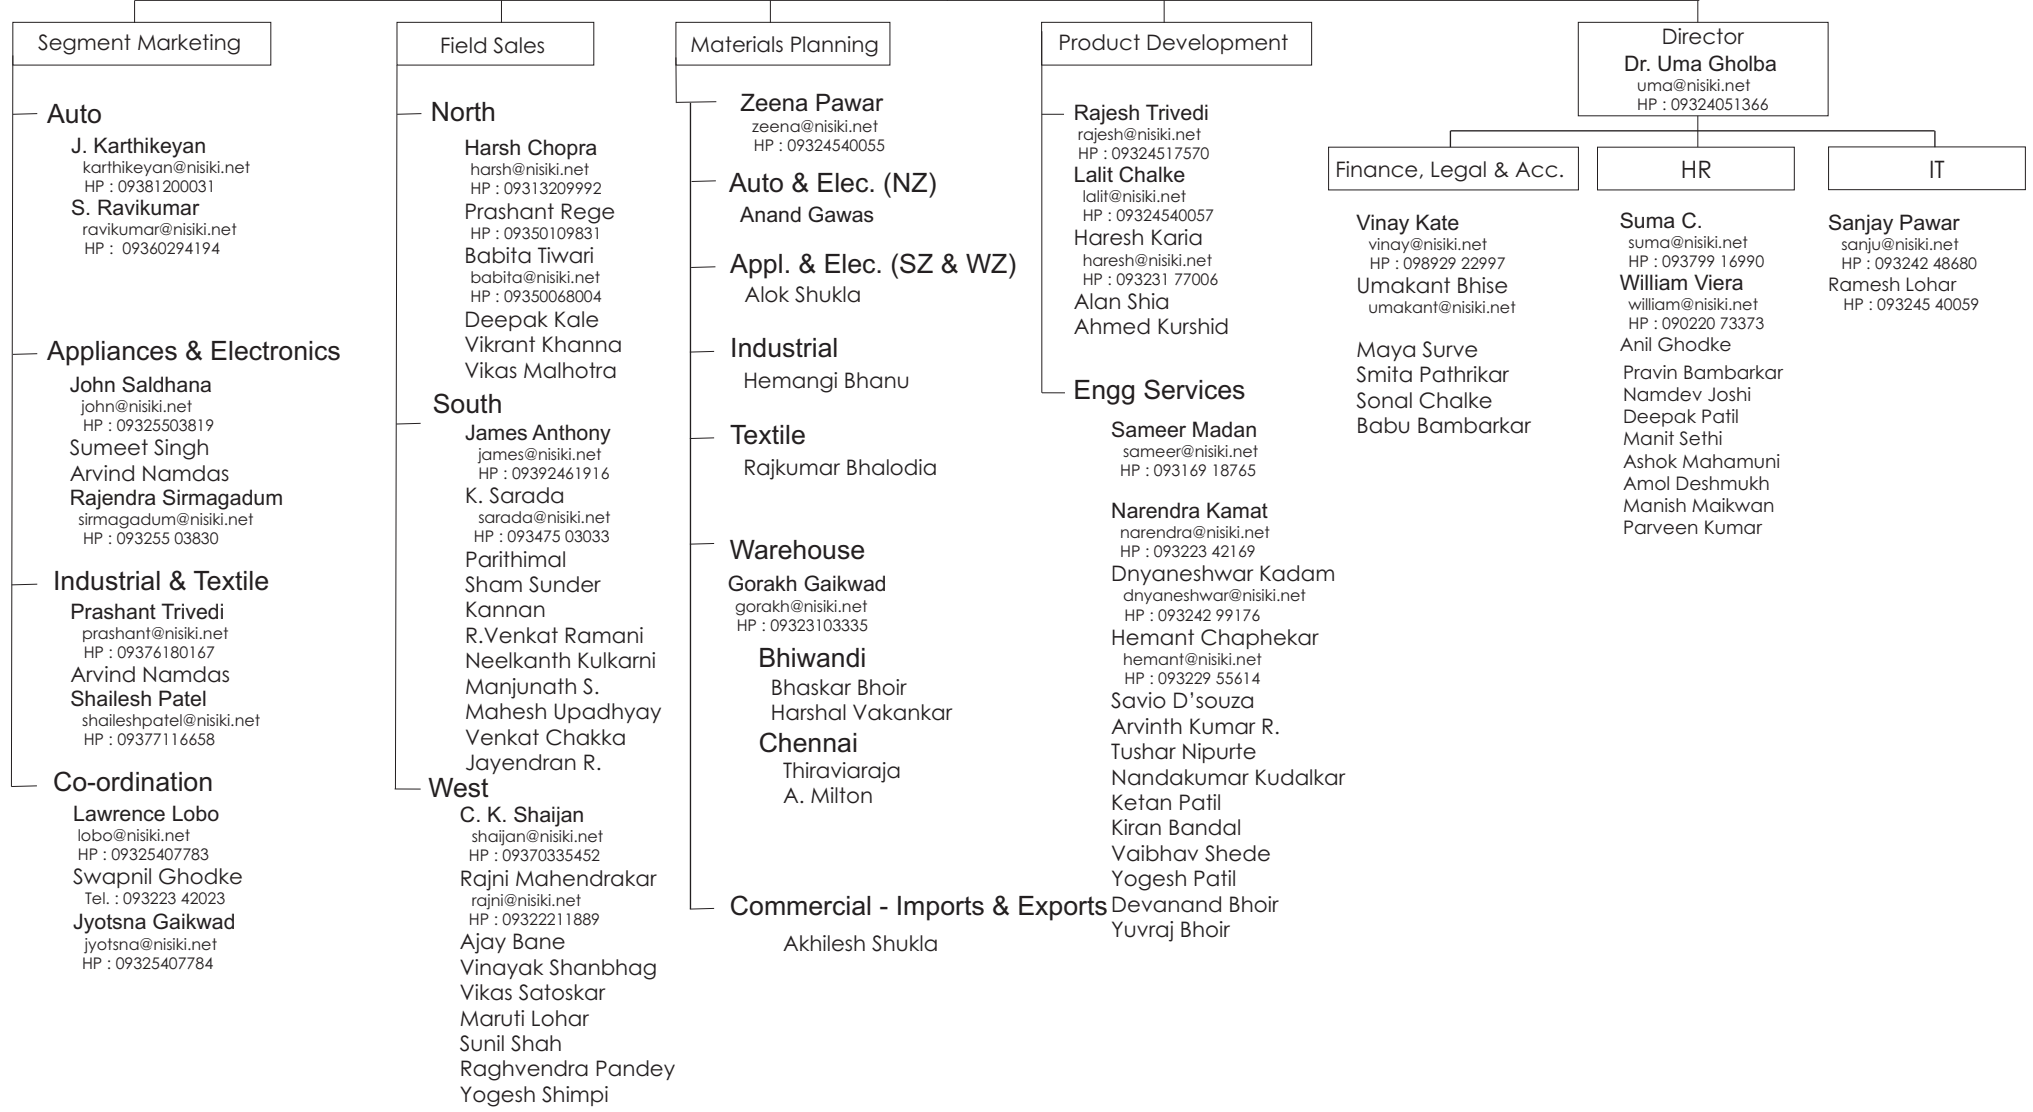 Segment Marketing
Auto
J. Karthikeyan
karthikeyan@nisiki.net
HP : 09381200031
S. Ravikumar
ravikumar@nisiki.net
HP :  09360294194
Appliances & Electronics
John Saldhana
john@nisiki.net
HP : 09325503819
Sumeet Singh
Arvind Namdas
Rajendra Sirmagadum
sirmagadum@nisiki.net
HP : 093255 03830
Industrial & Textile
Prashant Trivedi
prashant@nisiki.net
HP : 09376180167
Arvind Namdas
Shailesh Patel
shaileshpatel@nisiki.net
HP : 09377116658
Co-ordination
Lawrence Lobo
lobo@nisiki.net
HP : 09325407783
Swapnil Ghodke
Tel. : 093223 42023
Jyotsna Gaikwad
jyotsna@nisiki.net
HP : 09325407784
Field Sales
North
Harsh Chopra
harsh@nisiki.net
HP : 09313209992
Prashant Rege
HP : 09350109831
Babita Tiwari
babita@nisiki.net
HP : 09350068004
Deepak Kale
Vikrant Khanna
Vikas Malhotra
South
James Anthony
james@nisiki.net
HP : 09392461916
K. Sarada
sarada@nisiki.net
HP : 093475 03033
Parithimal
Sham Sunder
Kannan
R.Venkat Ramani
Neelkanth Kulkarni
Manjunath S.
Mahesh Upadhyay
Venkat Chakka
Jayendran R.
West
C. K. Shaijan
shaijan@nisiki.net
HP : 09370335452
Rajni Mahendrakar
rajni@nisiki.net
HP : 09322211889
Ajay Bane
Vinayak Shanbhag
Vikas Satoskar
Maruti Lohar
Sunil Shah
Raghvendra Pandey
Yogesh Shimpi
Materials Planning
Zeena Pawar
zeena@nisiki.net
HP : 09324540055
Auto & Elec. (NZ)
Anand Gawas
Appl. & Elec. (SZ & WZ)
Alok Shukla
Industrial
Hemangi Bhanu
Textile
Rajkumar Bhalodia
Warehouse
Gorakh Gaikwad
gorakh@nisiki.net
HP : 09323103335
Bhiwandi
Bhaskar Bhoir
Harshal Vakankar
Chennai
Thiraviaraja
A. Milton
Commercial - Imports & Exports
Akhilesh Shukla
Product Development
Rajesh Trivedi
rajesh@nisiki.net
HP : 09324517570
Lalit Chalke
lalit@nisiki.net
HP : 09324540057
Haresh Karia
haresh@nisiki.net
HP : 093231 77006
Alan Shia
Ahmed Kurshid
Engg Services
Sameer Madan
sameer@nisiki.net
HP : 093169 18765
Narendra Kamat
narendra@nisiki.net
HP : 093223 42169
Dnyaneshwar Kadam
dnyaneshwar@nisiki.net
HP : 093242 99176
Hemant Chaphekar
hemant@nisiki.net
HP : 093229 55614
Savio D’souza
Arvinth Kumar R.
Tushar Nipurte
Nandakumar Kudalkar
Ketan Patil
Kiran Bandal
Vaibhav Shede
Yogesh Patil
Devanand Bhoir
Yuvraj Bhoir
Director
Dr. Uma Gholba
uma@nisiki.net
HP : 09324051366
Finance, Legal & Acc.
Vinay Kate
vinay@nisiki.net
HP : 098929 22997
Umakant Bhise
umakant@nisiki.net
Maya Surve
Smita Pathrikar
Sonal Chalke
Babu Bambarkar
HR
Suma C.
suma@nisiki.net
HP : 093799 16990
William Viera
william@nisiki.net
HP : 090220 73373
Anil Ghodke
Pravin Bambarkar
Namdev Joshi
Deepak Patil
Manit Sethi
Ashok Mahamuni
Amol Deshmukh
Manish Maikwan
Parveen Kumar
IT
Sanjay Pawar
sanju@nisiki.net
HP : 093242 48680
Ramesh Lohar
HP : 093245 40059